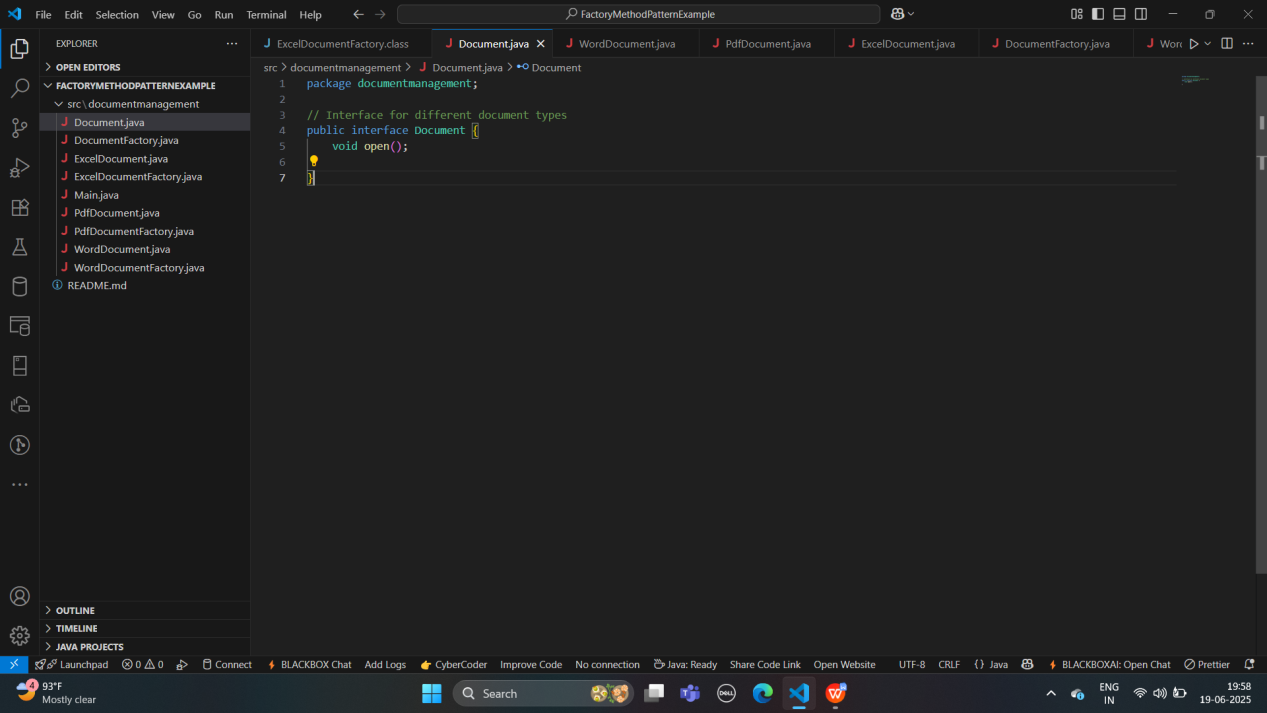 File Edit Selection View Go Run Terminal Help FactoryMethodPatternExample
EXPLORER
OPEN EDITORS
FACTORYMETHODPATTERNEXAMPLE
src\documentmanagement
Document.java
DocumentFactory.java
ExcelDocument.java
ExcelDocumentFactory.java
Main.java
PdfDocument.java
PdfDocumentFactory.java
WordDocument.java
WordDocumentFactory.java
README.md
OUTLINE
TIMELINE
JAVA PROJECTS
ExcelDocumentFactory.class Document.java WordDocument.java PdfDocument.java ExcelDocument.java DocumentFactory.java Word
src > documentmanagement > Document.java > Document
1 package documentmanagement;
2
3 // Interface for different document types
4 public interface Document {
5 void open();
6
7 }
Launchpad 0 0 Connect BLACKBOX Chat Add Logs CyberCoder Improve Code No connection Java: Ready Share Code Link Open Website UTF-8 CRLF {} Java BLACKBOXAI: Open Chat Prettier
4 93°F
Mostly clear
Search
DELL
ENG
IN
19:58
19-06-2025